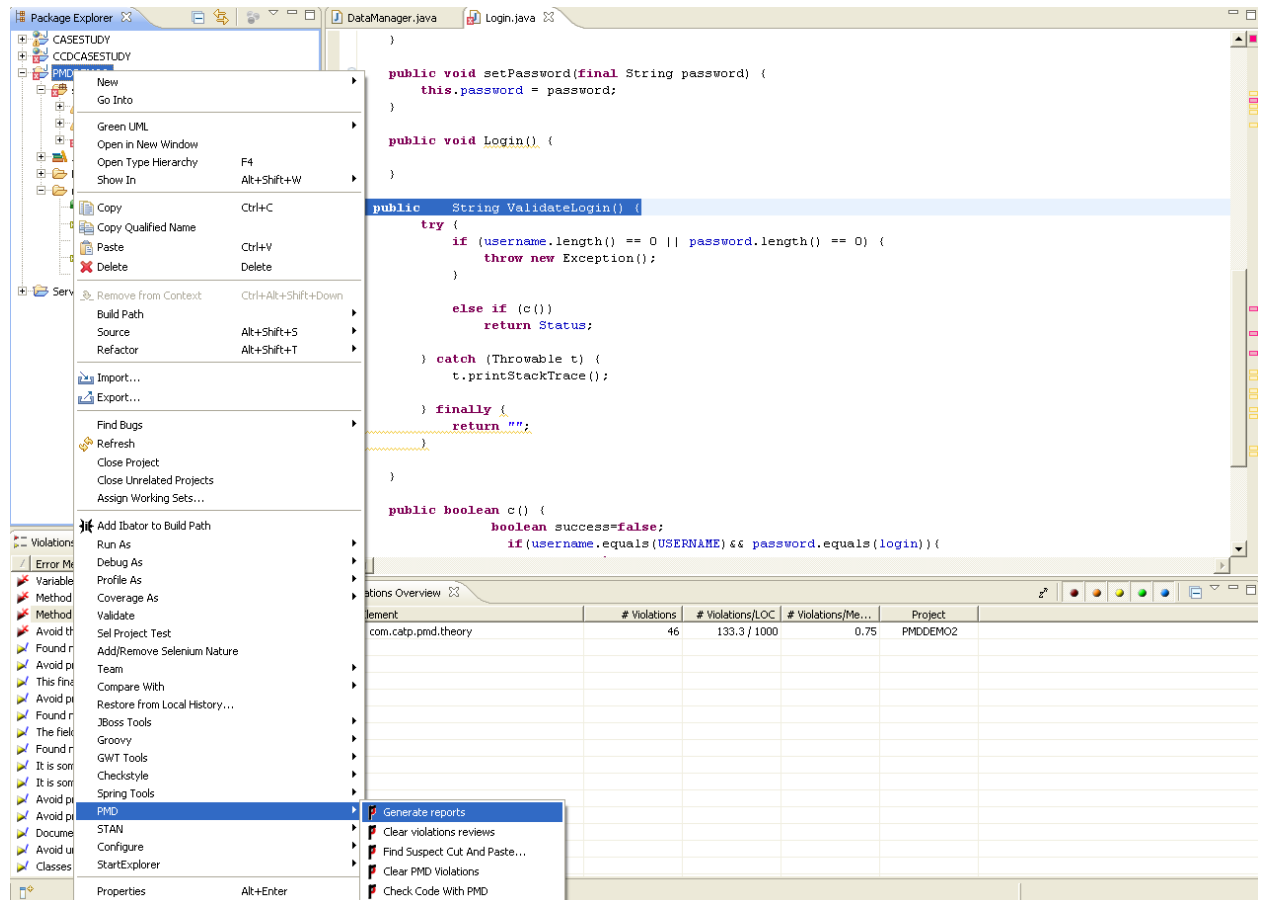 Package Explorer
DataManager.java
Login.java
CASESTUDY
CCDCASESTUDY
Serv
New
Go Into
Green UML
Open in New Window
Open Type Hierarchy F4
Show In Alt+Shift+W
Copy Ctrl+C
Copy Qualified Name
Paste Ctrl+V
Delete Delete
Remove from Context Ctrl+Alt+Shift+Down
Build Path
Source Alt+Shift+S
Refactor Alt+Shift+T
Import...
Export...
Find Bugs
Refresh
Close Project
Close Unrelated Projects
Assign Working Sets...
Add Ibator to Build Path
Run As
Debug As
Profile As
Coverage As
Validate
Sel Project Test
Add/Remove Selenium Nature
Team
Compare With
Restore from Local History...
JBoss Tools
Groovy
GWT Tools
Checkstyle
Spring Tools
PMD
STAN
Configure
StartExplorer
Properties Alt+Enter
Generate reports
Clear violations reviews
Find Suspect Cut And Paste...
Clear PMD Violations
Check Code With PMD
}
public void setPassword(final String password) {
this.password = password;
}
public void Login() {
}
public String ValidateLogin() {
try {
if (username.length() == 0 || password.length() == 0) {
throw new Exception();
}
else if (c())
return Status;
} catch (Throwable t) {
t.printStackTrace();
} finally {
return "";
}
}
public boolean c() {
boolean success=false;
if(username.equals(USERNAME)&& password.equals(login)){
Violations
Error Me
Variable
Method
Method
Avoid th
Found r
Avoid pr
This fina
Avoid pr
Found r
The field
Found r
It is som
It is som
Avoid pr
Avoid pr
Docume
Avoid u
Classes
ations Overview
lement # Violations # Violations/LOC # Violations/Me... Project
com.catp.pmd.theory 46 133.3 / 1000 0.75 PMDDEMO2